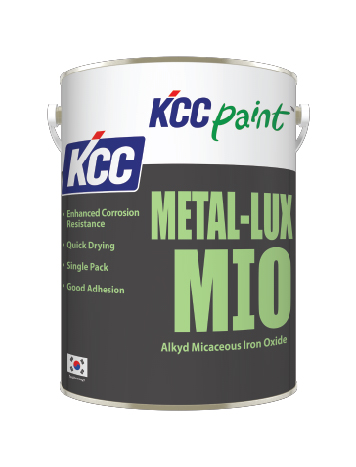 KCC paint
KCC
• Enhanced Corrosion
Resistance
• Quick Drying
• Single Pack
• Good Adhesion
METAL-LUX
MIO
Alkyd Micaceous Iron Oxide